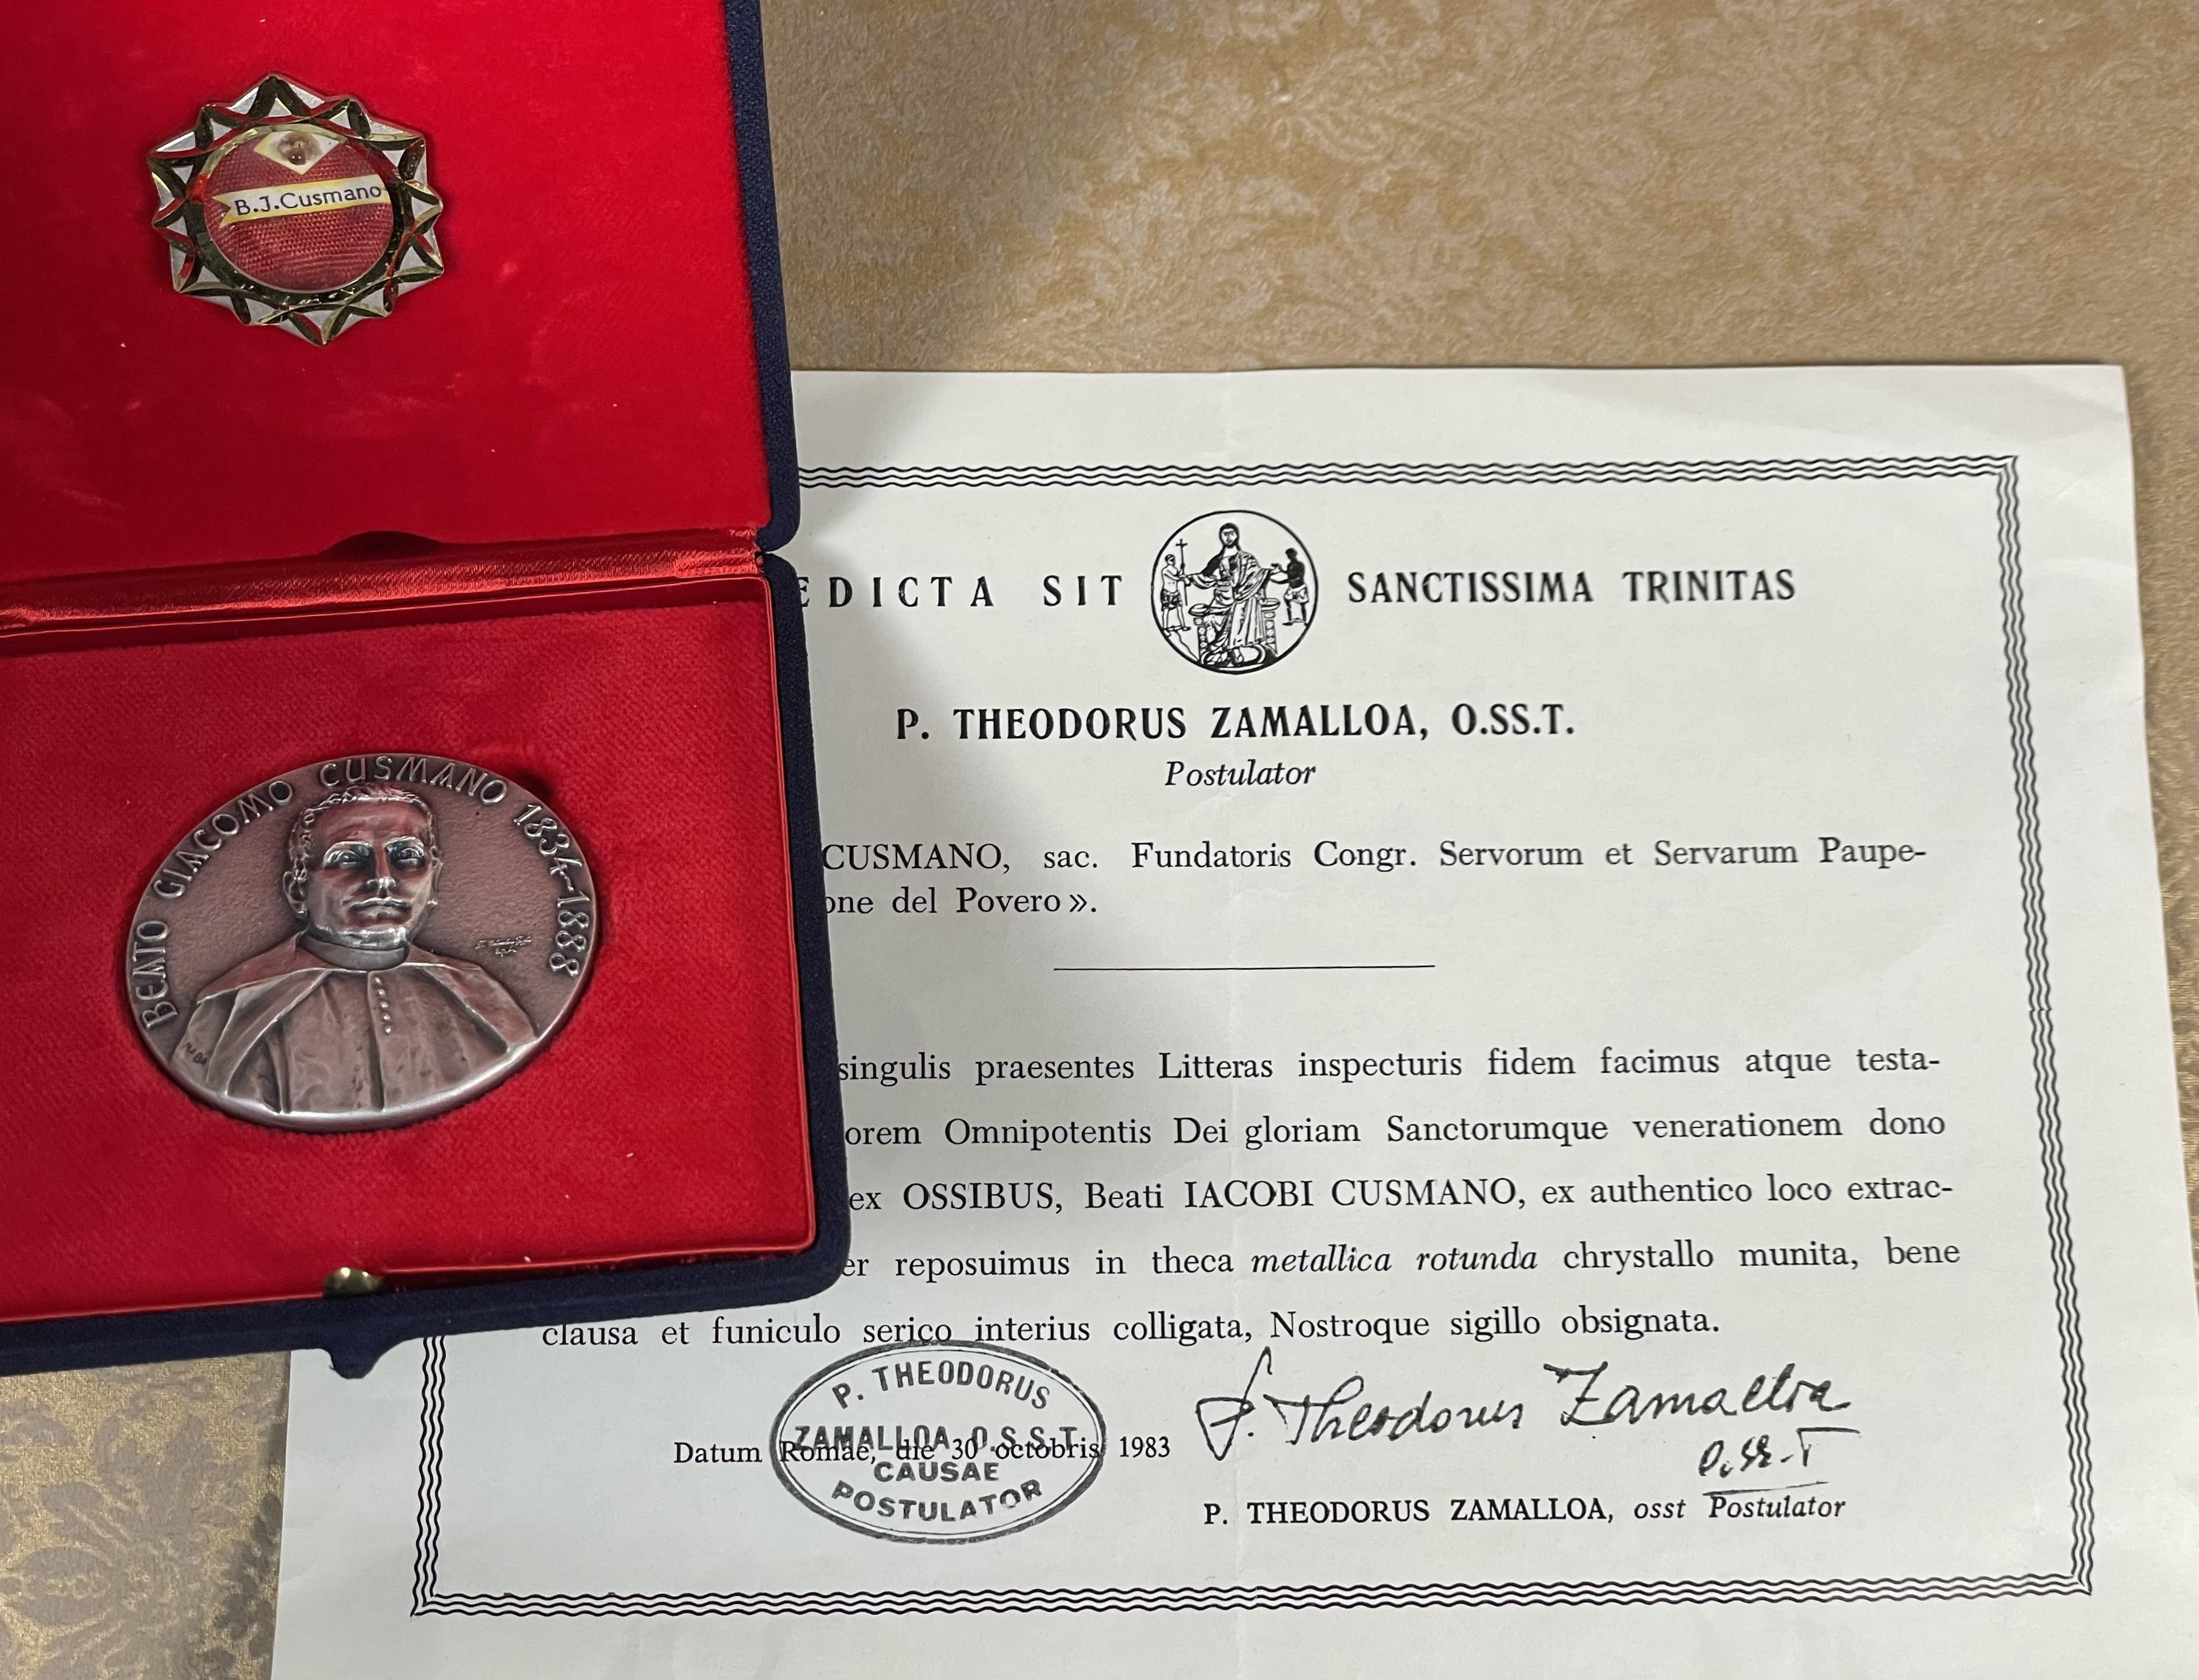 B.J.Cusmano
BEATO GIACOMO CUSMANO 1834-1888
EDICTA SIT SANCTISSIMA TRINITAS
P. THEODORUS ZAMALLOA, O.SS.T.
Postulator
CUSMANO, sac. Fundatoris Congr. Servorum et Servarum Paupe-
one del Povero ».
singulis praesentes Litteras inspecturis fidem facimus atque testa-
orem Omnipotentis Dei gloriam Sanctorumque venerationem dono
ex OSSIBUS, Beati IACOBI CUSMANO, ex authentico loco extrac-
er reposuimus in theca metallica rotunda chrystallo munita, bene
clausa et funiculo serico interius colligata, Nostroque sigillo obsignata.
P. THEODORUS
ZAMALLOA O.S.S.T.
CAUSAE
POSTULATOR
Datum Romae, die 30 octobris 1983
P. Theodorus Zamalloa
O.SS.T
P. THEODORUS ZAMALLOA, osst Postulator